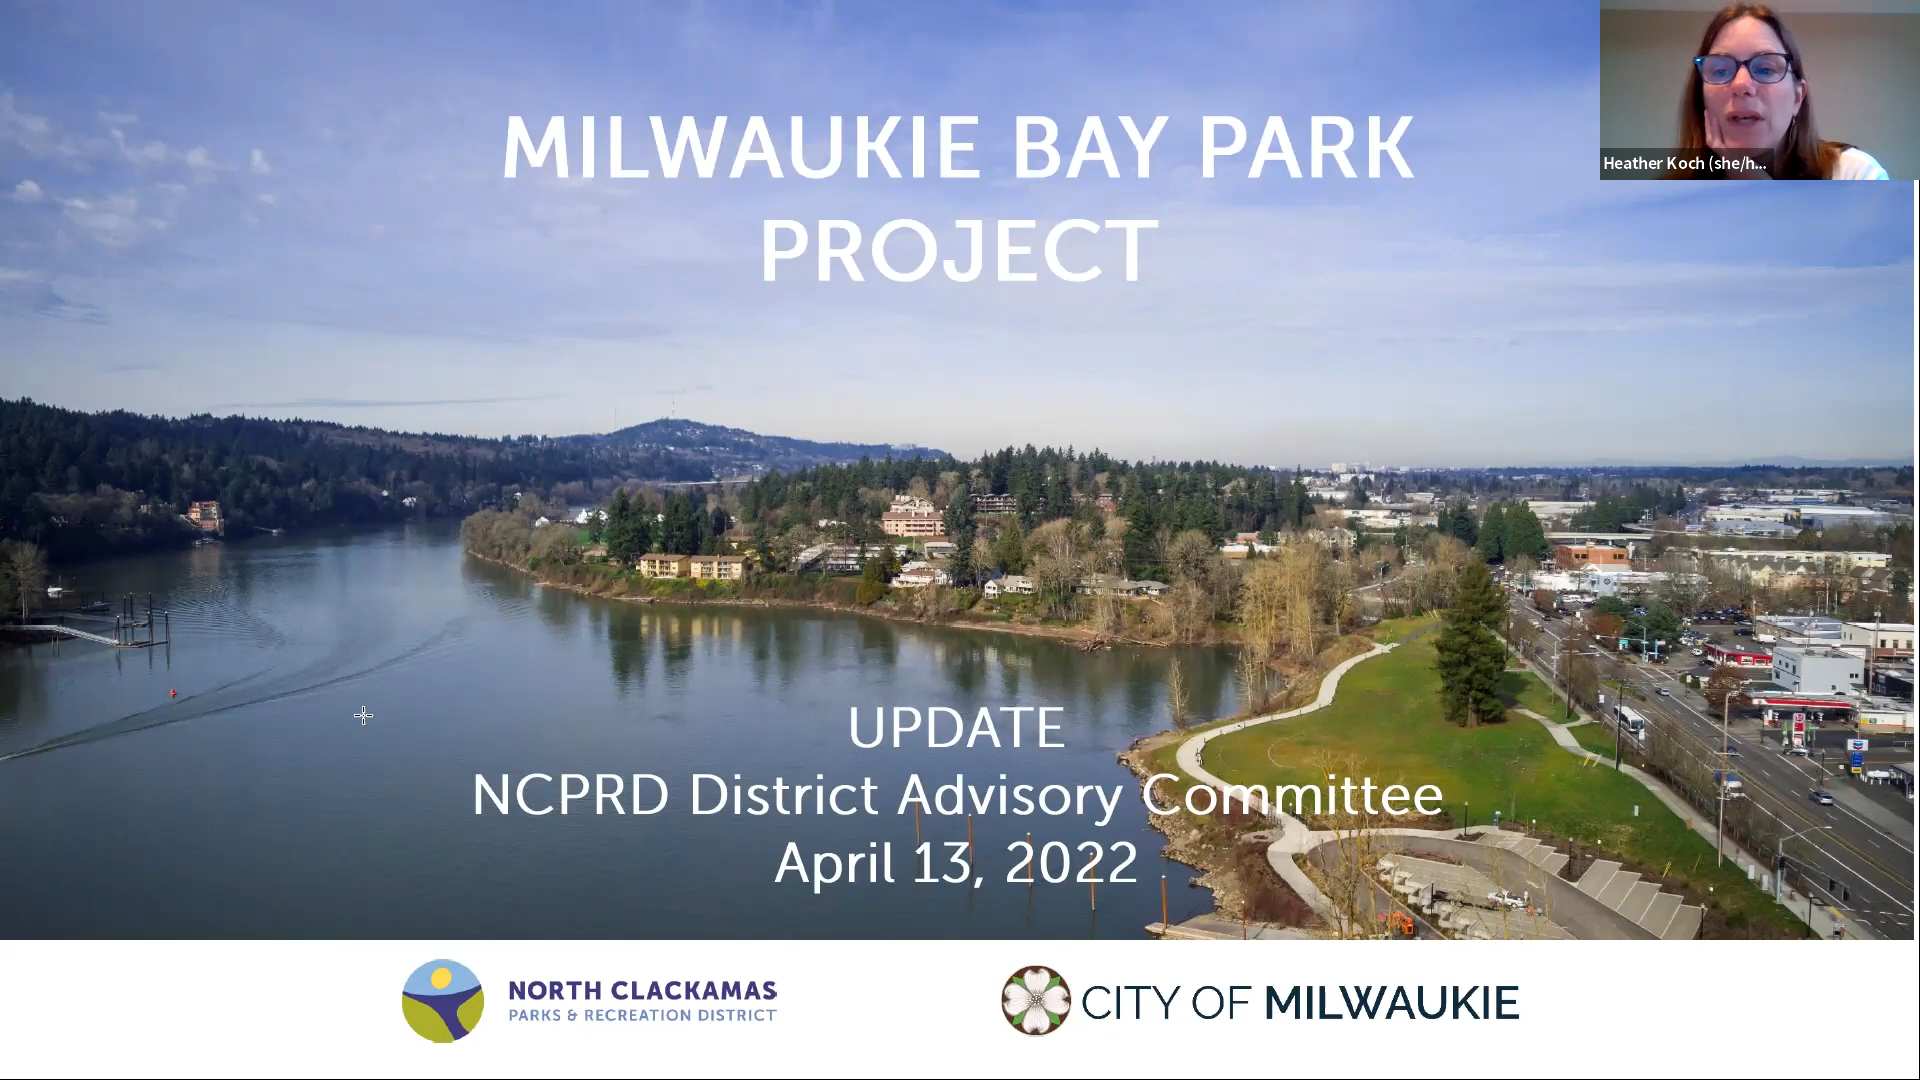 MILWAUKIE BAY PARK
PROJECT
Heather Koch (she/h...
UPDATE
NCPRD District Advisory Committee
April 13, 2022
NORTH CLACKAMAS
PARKS & RECREATION DISTRICT
CITY OF MILWAUKIE